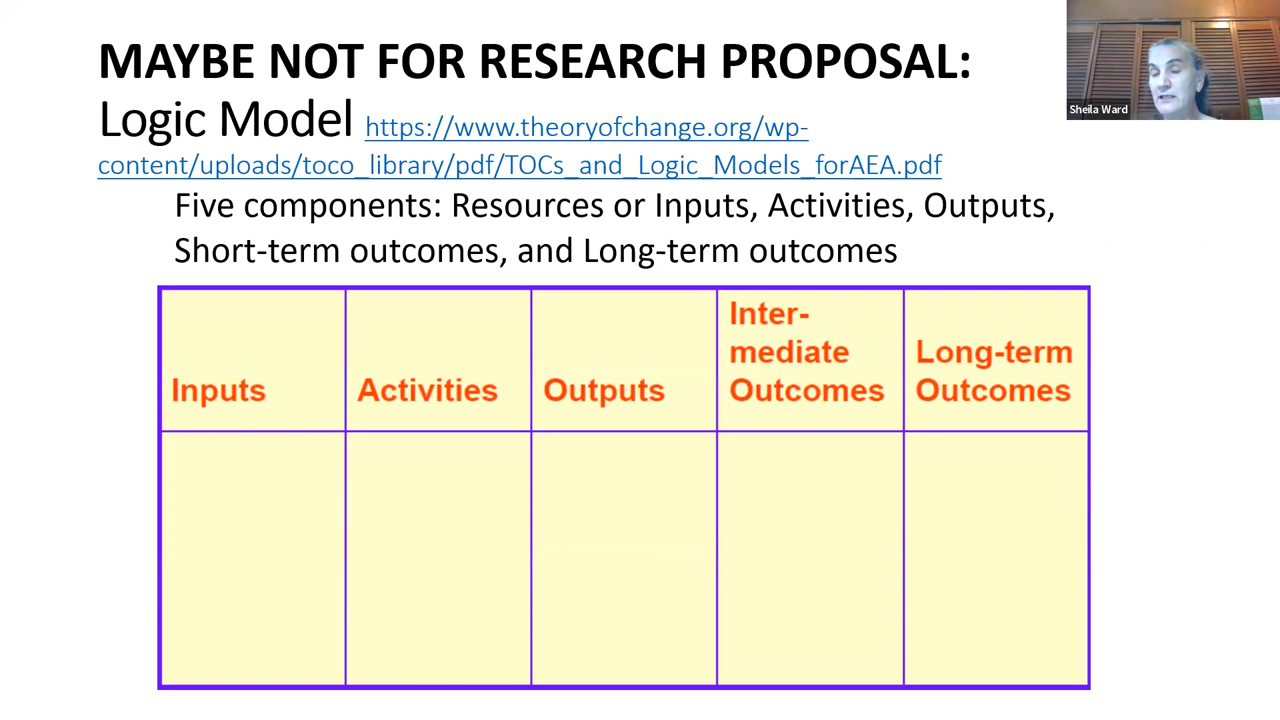 MAYBE NOT FOR RESEARCH PROPOSAL:
Logic Model https://www.theoryofchange.org/wp-
content/uploads/toco_library/pdf/TOCs_and_Logic_Models_forAEA.pdf
Sheila Ward
Five components: Resources or Inputs, Activities, Outputs,
Short-term outcomes, and Long-term outcomes
Inputs
Activities
Outputs
Inter-
mediate
Outcomes
Long-term
Outcomes